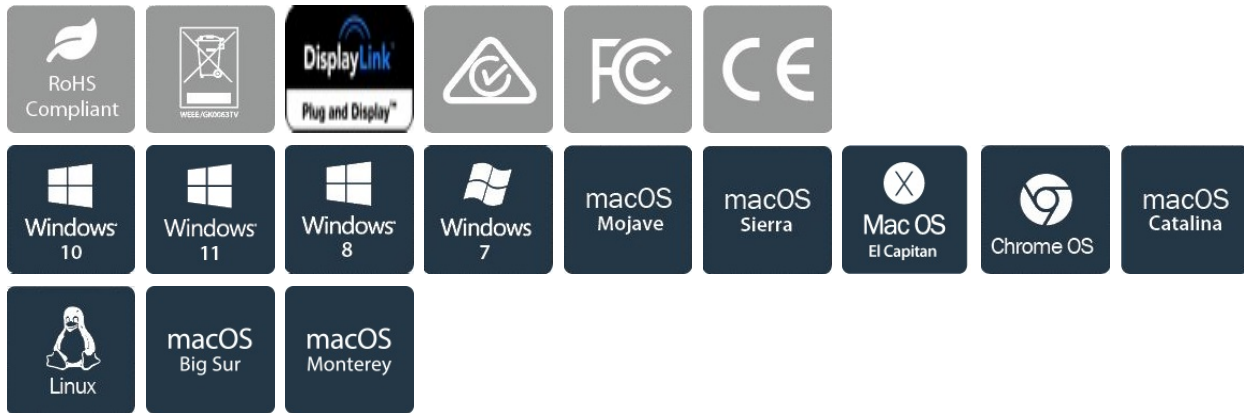 RoHS
Compliant
WEEE/GK0083TV
DisplayLink
Plug and Display™
FC
CE
Windows
10
Windows
11
Windows
8
Windows
7
macOS
Mojave
macOS
Sierra
X
Mac OS
El Capitan
Chrome OS
macOS
Catalina
Linux
macOS
Big Sur
macOS
Monterey